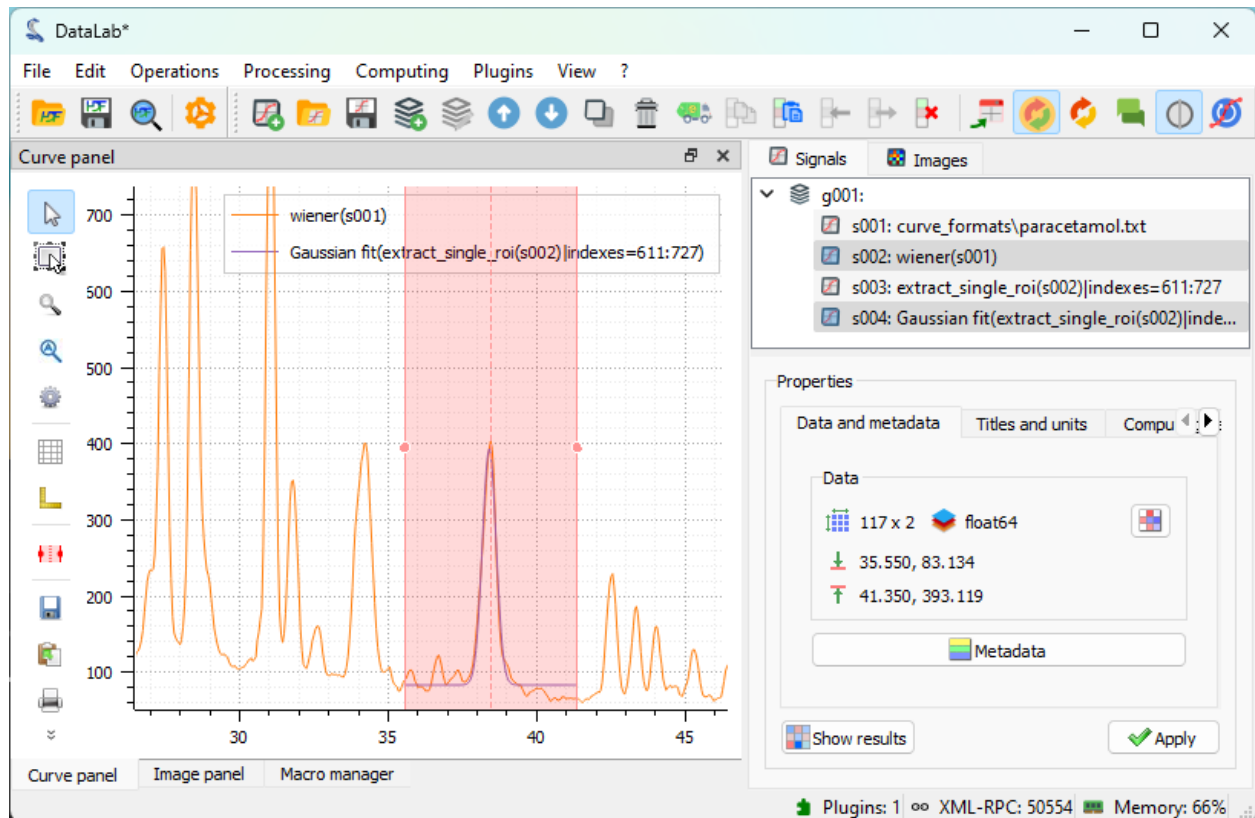 DataLab*
File Edit Operations Processing Computing Plugins View ?
Curve panel
Signals Images
g001:
s001: curve_formats\paracetamol.txt
s002: wiener(s001)
s003: extract_single_roi(s002)|indexes=611:727
s004: Gaussian fit(extract_single_roi(s002)|inde...
wiener(s001)
Gaussian fit(extract_single_roi(s002)|indexes=611:727)
700
600
500
400
300
200
100
30 35 40 45
Properties
Data and metadata Titles and units Compu
Data
117 x 2 float64
35.550, 83.134
41.350, 393.119
Metadata
Show results Apply
Curve panel Image panel Macro manager
Plugins: 1 XML-RPC: 50554 Memory: 66%